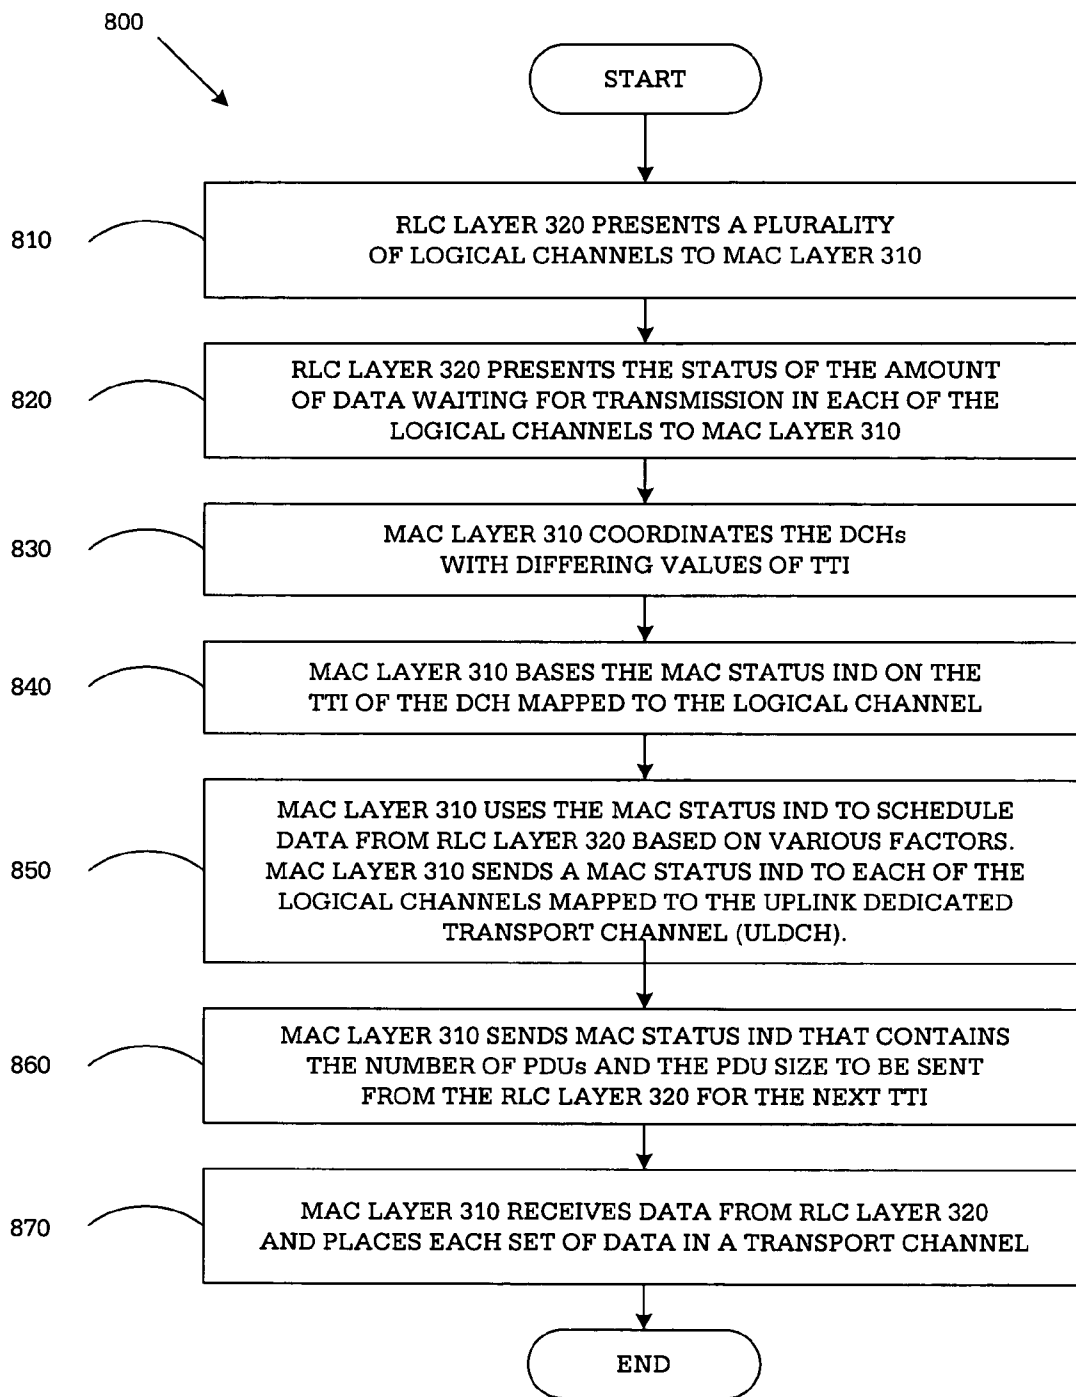 800
START
810
RLC LAYER 320 PRESENTS A PLURALITY
OF LOGICAL CHANNELS TO MAC LAYER 310
820
RLC LAYER 320 PRESENTS THE STATUS OF THE AMOUNT
OF DATA WAITING FOR TRANSMISSION IN EACH OF THE
LOGICAL CHANNELS TO MAC LAYER 310
830
MAC LAYER 310 COORDINATES THE DCHs
WITH DIFFERING VALUES OF TTI
840
MAC LAYER 310 BASES THE MAC STATUS IND ON THE
TTI OF THE DCH MAPPED TO THE LOGICAL CHANNEL
850
MAC LAYER 310 USES THE MAC STATUS IND TO SCHEDULE
DATA FROM RLC LAYER 320 BASED ON VARIOUS FACTORS.
MAC LAYER 310 SENDS A MAC STATUS IND TO EACH OF THE
LOGICAL CHANNELS MAPPED TO THE UPLINK DEDICATED
TRANSPORT CHANNEL (ULDCH).
860
MAC LAYER 310 SENDS MAC STATUS IND THAT CONTAINS
THE NUMBER OF PDUs AND THE PDU SIZE TO BE SENT
FROM THE RLC LAYER 320 FOR THE NEXT TTI
870
MAC LAYER 310 RECEIVES DATA FROM RLC LAYER 320
AND PLACES EACH SET OF DATA IN A TRANSPORT CHANNEL
END